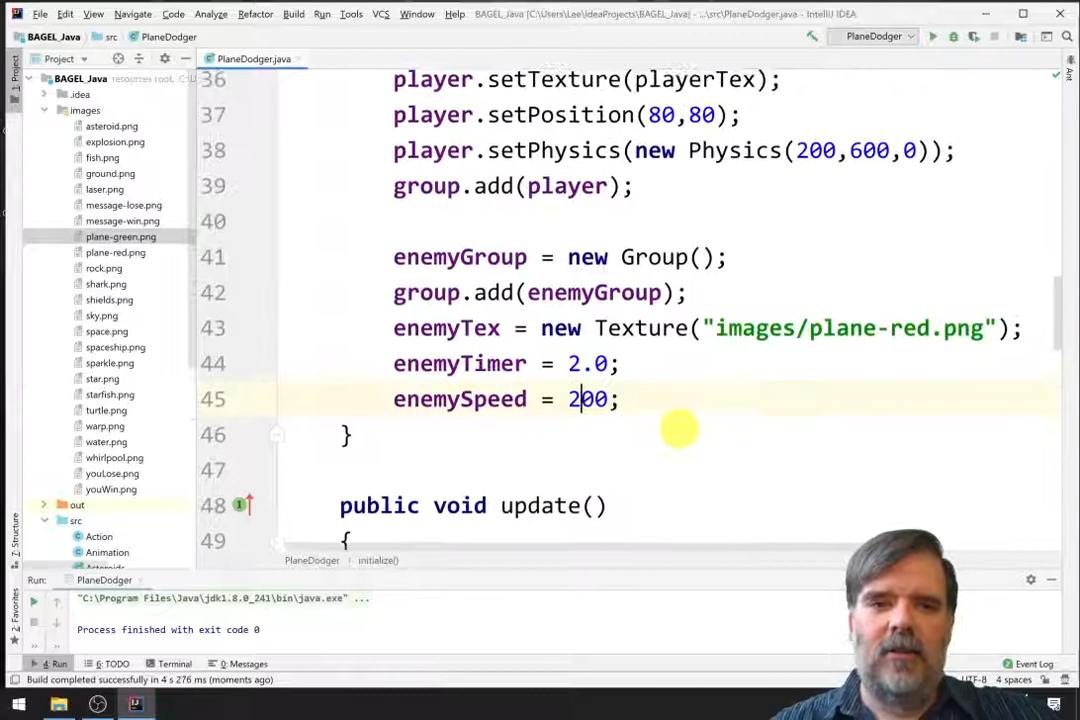 File Edit View Navigate Code Analyze Refactor Build Run Tools VCS Window Help BAGEL_Java [C:\Users\Lee\IdeaProjects\BAGEL_Java] - ...\src\PlaneDodger.java - IntelliJ IDEA
BAGEL_Java src PlaneDodger PlaneDodger
Project PlaneDodger.java
BAGEL_Java resources root,
.idea
images
asteroid.png
explosion.png
fish.png
ground.png
laser.png
message-lose.png
message-win.png
plane-green.png
plane-red.png
rock.png
shark.png
shields.png
sky.png
space.png
spaceship.png
sparkle.png
star.png
starfish.png
turtle.png
warp.png
water.png
whirlpool.png
youLose.png
youWin.png
out
src
Action
Animation
1: Project
7: Structure
2: Favorites
Ant
36 player.setTexture(playerTex);
37 player.setPosition(80,80);
38 player.setPhysics(new Physics(200,600,0));
39 group.add(player);
40
41 enemyGroup = new Group();
42 group.add(enemyGroup);
43 enemyTex = new Texture("images/plane-red.png");
44 enemyTimer = 2.0;
45 enemySpeed = 200;
46 }
47
48 public void update()
49 {
PlaneDodger initialize()
Run: PlaneDodger
"C:\Program Files\Java\jdk1.8.0_241\bin\java.exe" ...
Process finished with exit code 0
4: Run 6: TODO Terminal 0: Messages Event Log
Build completed successfully in 4 s 276 ms (moments ago) UTF-8 4 spaces